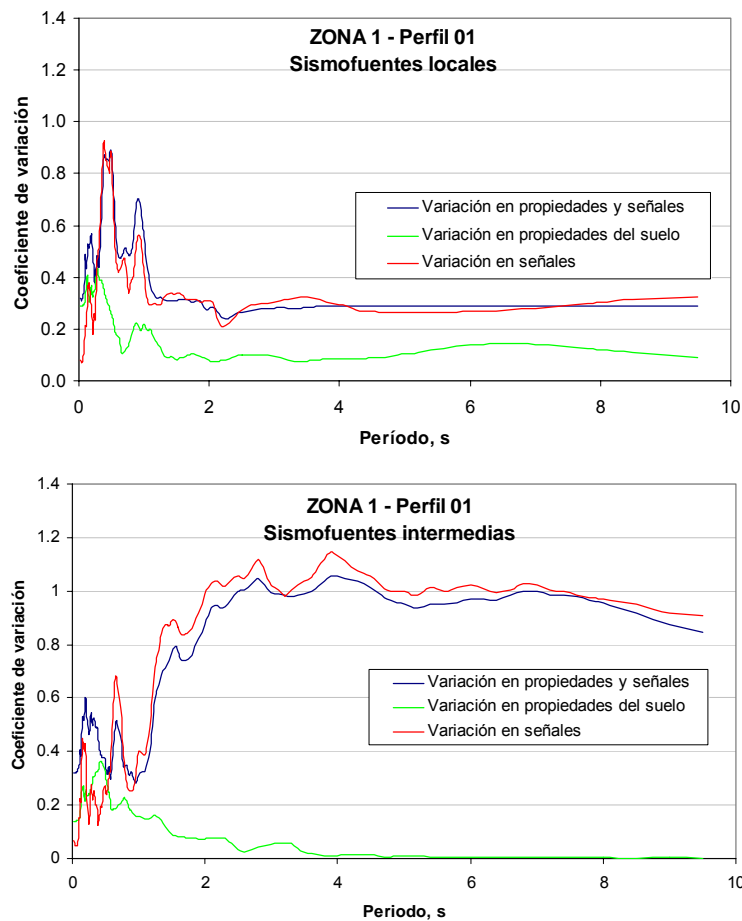 ZONA 1 - Perfil 01
Sismofuentes locales
Coeficiente de variación
1.4
1.2
1.0
0.8
0.6
0.4
0.2
0.0
Variación en propiedades y señales
Variación en propiedades del suelo
Variación en señales
0 2 4 6 8 10
Período, s
ZONA 1 - Perfil 01
Sismofuentes intermedias
Coeficiente de variación
1.4
1.2
1
0.8
0.6
0.4
0.2
0
Variación en propiedades y señales
Variación en propiedades del suelo
Variación en señales
0 2 4 6 8 10
Periodo, s